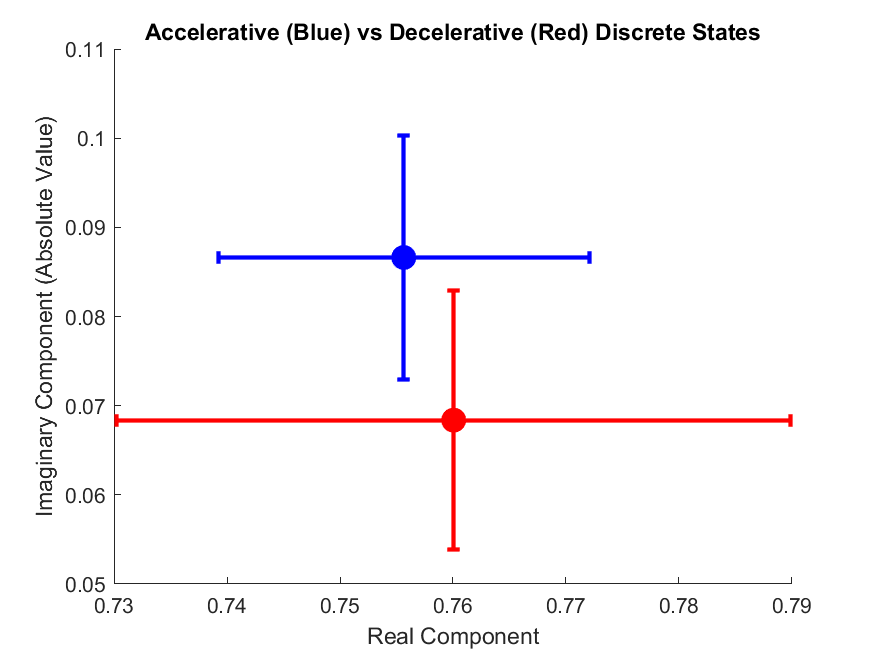 Accelerative (Blue) vs Decelerative (Red) Discrete States
0.11
0.1
0.09
0.08
0.07
0.06
0.05
Imaginary Component (Absolute Value)
0.73 0.74 0.75 0.76 0.77 0.78 0.79
Real Component